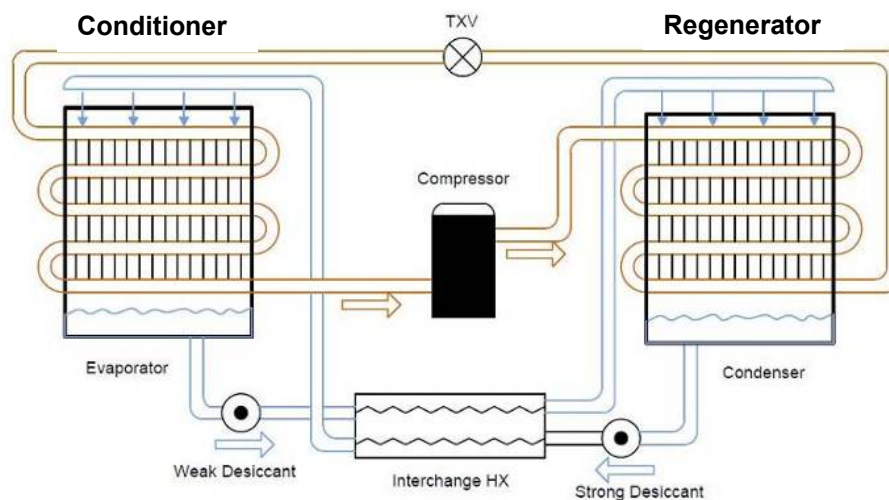 Conditioner
TXV
Regenerator
Compressor
Evaporator
Condenser
Weak Desiccant
Interchange HX
Strong Desiccant